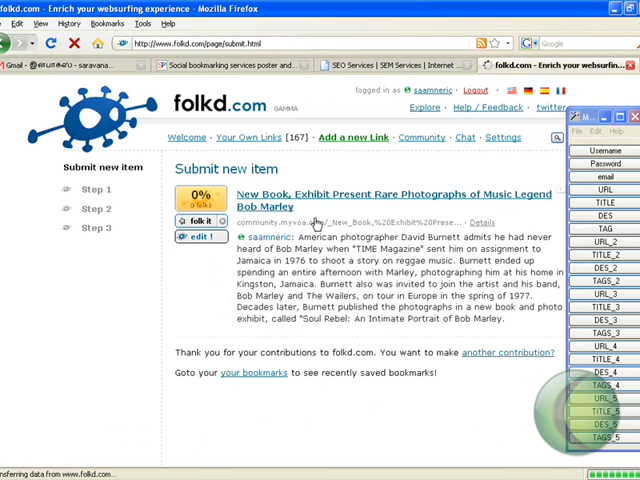 folkd.com - Enrich your websurfing experience - Mozilla Firefox
File Edit View History Bookmarks Tools Help
http://www.folkd.com/page/submit.html
Google
Gmail - இன்பாக்ஸ் - saravana...
Social bookmarking services poster and...
SEO Services | SEM Services | Internet ...
folkd.com - Enrich your websurfin...
logged in as saamneric: Logout
folkd.com GAMMA
Explore Help / Feedback twitter
Welcome Your Own Links [167] Add a new Link Community Chat Settings
Submit new item
Step 1
Step 2
Step 3
Submit new item
0%
0 folks
folk it
edit !
New Book, Exhibit Present Rare Photographs of Music Legend
Bob Marley
community.myvoa.com/_New_Book,%20Exhibit%20Prese... - Details
saamneric: American photographer David Burnett admits he had never
heard of Bob Marley when "TIME Magazine" sent him on assignment to
Jamaica in 1976 to shoot a story on reggae music. Burnett ended up
spending an entire afternoon with Marley, photographing him at his home in
Kingston, Jamaica. Burnett also was invited to join the artist and his band,
Bob Marley and The Wailers, on tour in Europe in the spring of 1977.
Decades later, Burnett published the photographs in a new book and photo
exhibit, called "Soul Rebel: An Intimate Portrait of Bob Marley.
Thank you for your contributions to folkd.com. You want to make another contribution?
Goto your bookmarks to see recently saved bookmarks!
M...
File Edit Help
Username
Password
email
URL
TITLE
DES
TAG
URL_2
TITLE_2
DES_2
TAGS_2
URL_3
TITLE_3
DES_3
TAGS_3
URL_4
TITLE_4
DES_4
TAGS_4
URL_5
TITLE_5
DES_5
TAGS_5
nsferring data from www.folkd.com...